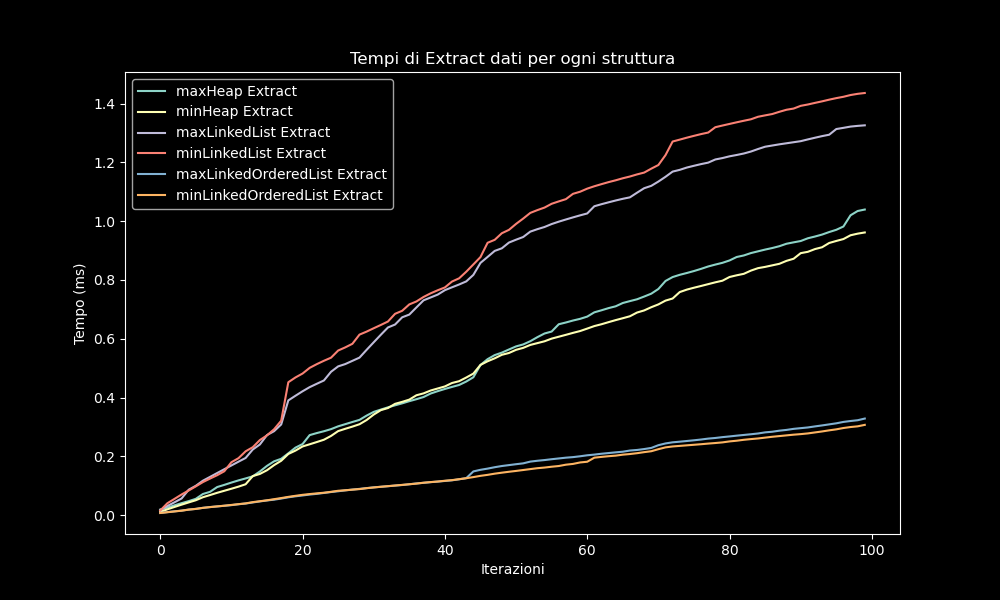 Tempi di Extract dati per ogni struttura
maxHeap Extract
minHeap Extract
maxLinkedList Extract
minLinkedList Extract
maxLinkedOrderedList Extract
minLinkedOrderedList Extract
1.4
1.2
1.0
0.8
0.6
0.4
0.2
0.0
Tempo (ms)
0 20 40 60 80 100
Iterazioni